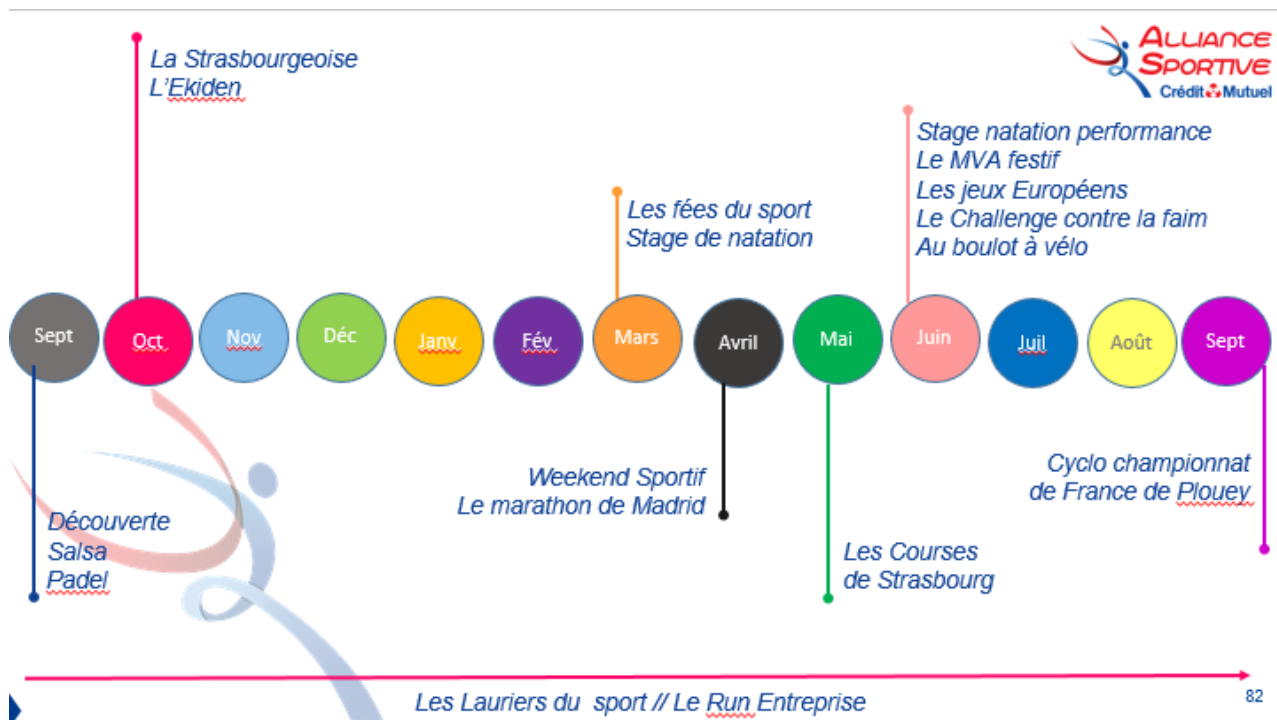 La Strasbourgeoise
L'Ekiden
ALLIANCE
SPORTIVE
Crédit Mutuel
Stage natation performance
Le MVA festif
Les jeux Européens
Le Challenge contre la faim
Au boulot à vélo
Les fées du sport
Stage de natation
Sept
Oct
Nov
Déc
Janv
Fév
Mars
Avril
Mai
Juin
Juil
Août
Sept
Découverte
Salsa
Padel
Weekend Sportif
Le marathon de Madrid
Les Courses
de Strasbourg
Cyclo championnat
de France de Plouey
Les Lauriers du sport // Le Run Entreprise
82